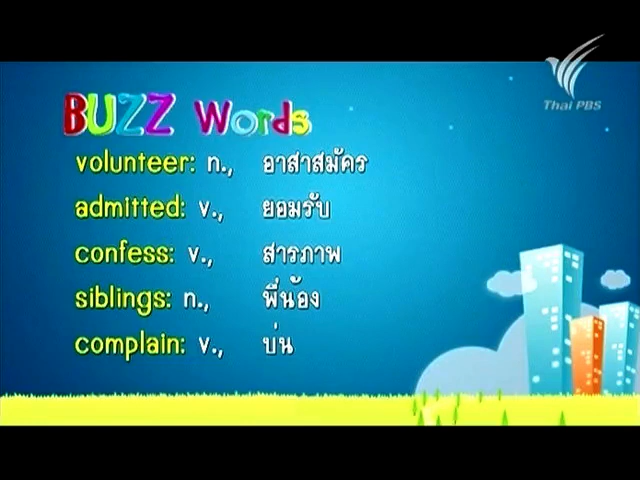 Thai PBS
BUZZ Words
volunteer: n., อาสาสมัคร
admitted: v., ยอมรับ
confess: v., สารภาพ
siblings: n., พี่น้อง
complain: v., บ่น